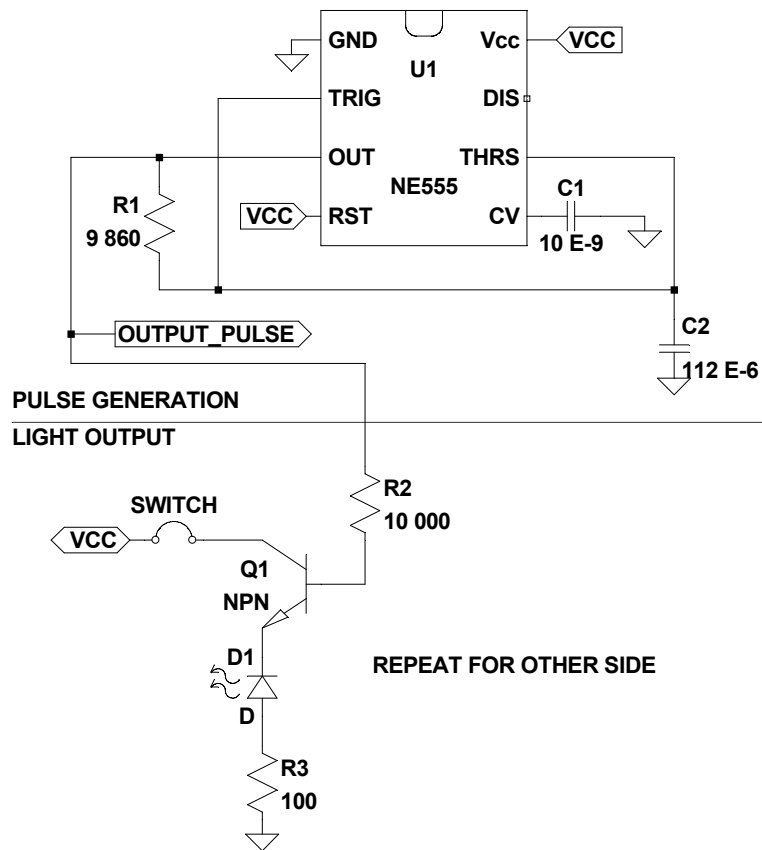 GND
Vcc
VCC
U1
TRIG
DIS
OUT
THRS
NE555
R1
9 860
VCC
RST
CV
C1
10 E-9
OUTPUT_PULSE
C2
112 E-6
PULSE GENERATION
LIGHT OUTPUT
R2
10 000
SWITCH
VCC
Q1
NPN
D1
D
REPEAT FOR OTHER SIDE
R3
100